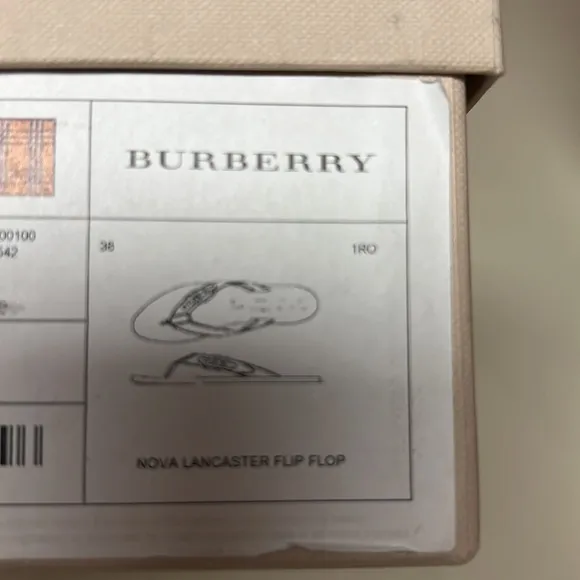 BURBERRY
00100
542
38
1RO
NOVA LANCASTER FLIP FLOP